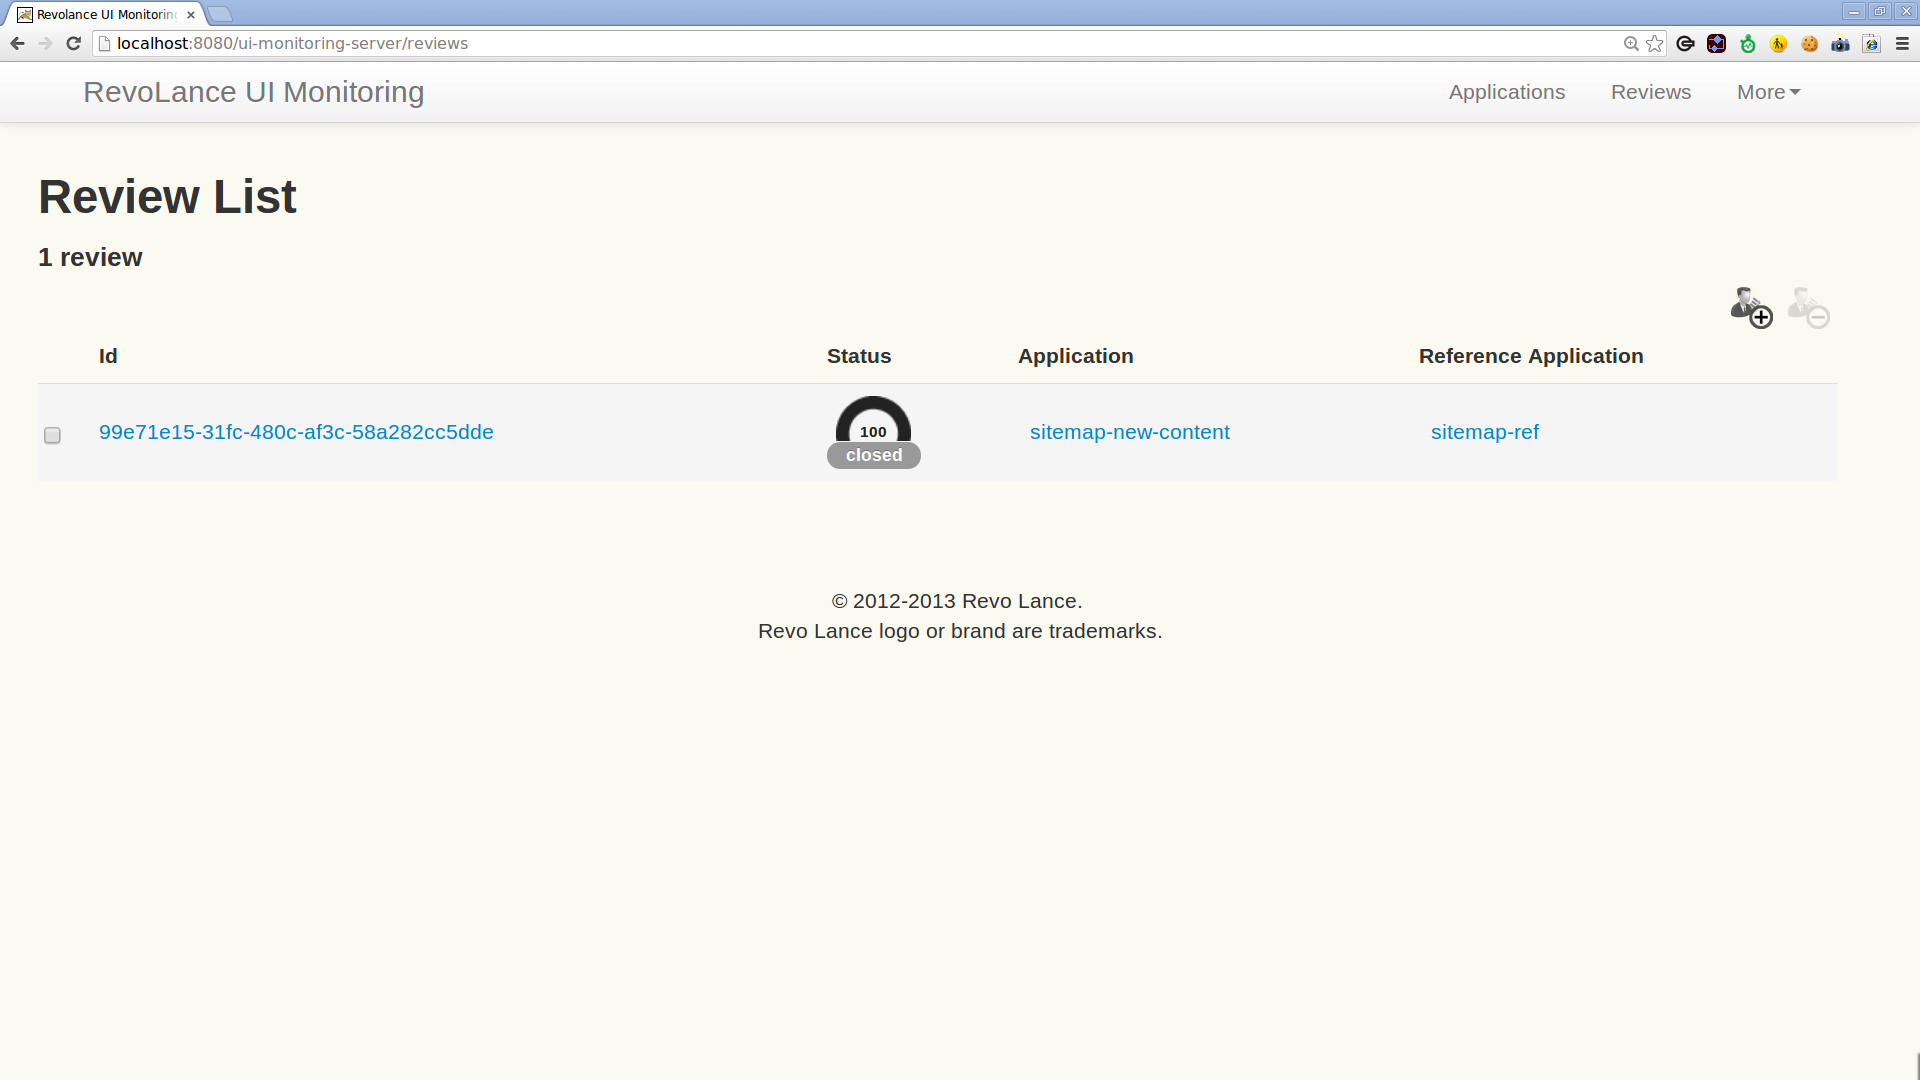 Revolance UI Monitorin
localhost:8080/ui-monitoring-server/reviews
RevoLance UI Monitoring
Applications
Reviews
More
Review List
1 review
Id
Status
Application
Reference Application
99e71e15-31fc-480c-af3c-58a282cc5dde
100
closed
sitemap-new-content
sitemap-ref
© 2012-2013 Revo Lance.
Revo Lance logo or brand are trademarks.